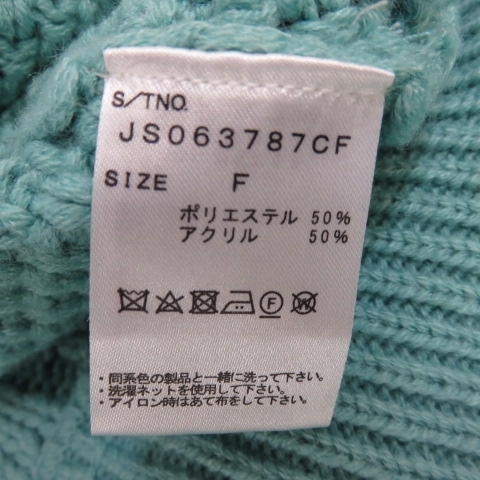 S/TNO.
JS063787CF
SIZE F
ポリエステル 50%
アクリル 50%
・同系色の製品と一緒に洗って下さい。
・洗濯ネットを使用して下さい。
・アイロン時はあて布をして下さい。